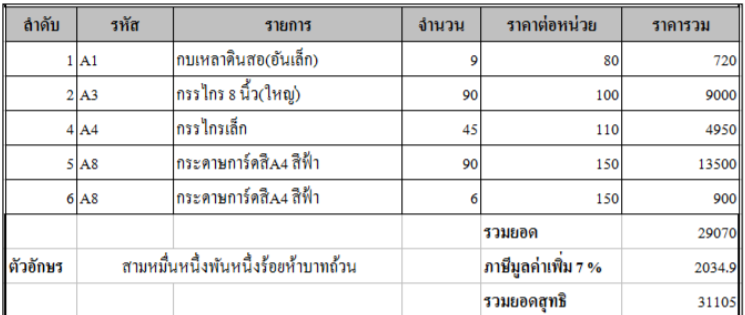 ลำดับ รหัส รายการ จำนวน ราคาต่อหน่วย ราคารวม
1 A1 กบเหลาดินสอ(อันเล็ก) 9 80 720
2 A3 กรรไกร 8 นิ้ว(ใหญ่) 90 100 9000
4 A4 กรรไกรเล็ก 45 110 4950
5 A8 กระดาษการ์ดสีA4 สีฟ้า 90 150 13500
6 A8 กระดาษการ์ดสีA4 สีฟ้า 6 150 900
รวมยอด 29070
ตัวอักษร สามหมื่นหนึ่งพันหนึ่งร้อยห้าบาทถ้วน ภาษีมูลค่าเพิ่ม 7 % 2034.9
รวมยอดสุทธิ 31105